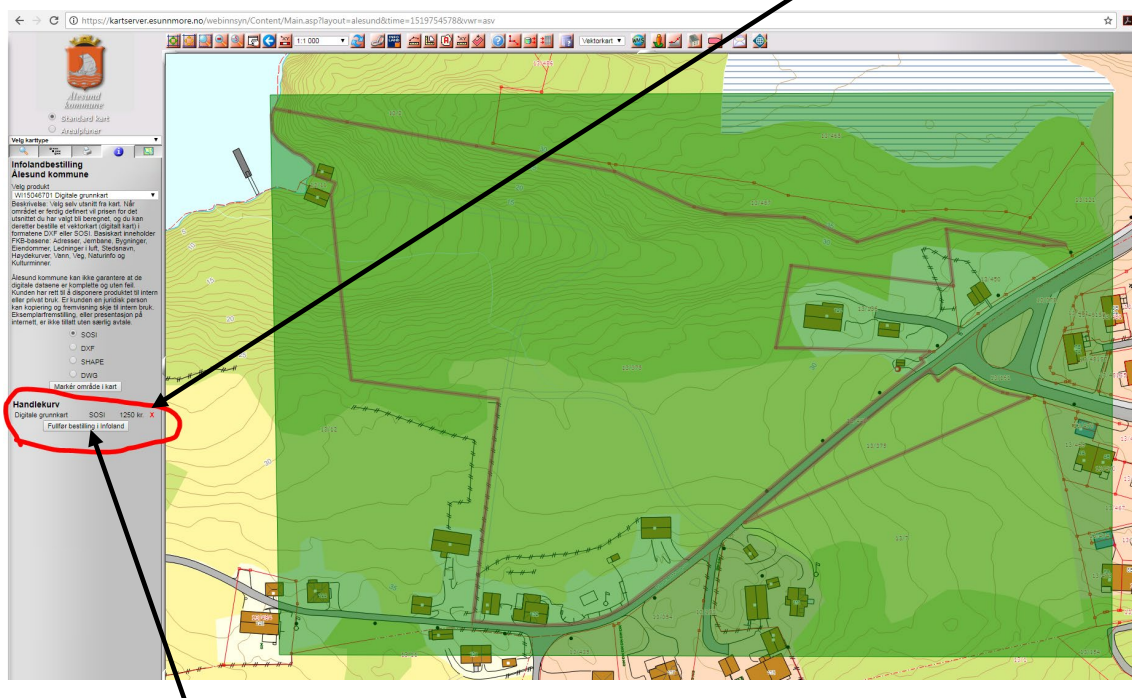 https://kartserver.esunnmore.no/webinnsyn/Content/Main.asp?layout=alesund&time=1519754578&vwr=asv
1:1 000
Vektorkart
Ålesund
kommune
Standard kart
Arealplaner
Velg karttype
Infolandbestilling
Ålesund kommune
Velg produkt
WI15046701 Digitale grunnkart
Beskrivelse: Velg selv utsnitt fra kart. Når
området er ferdig definert vil prisen for det
utsnittet du har valgt bli beregnet, og du kan
deretter bestille et vektorkart (digitalt kart) i
formatene DXF eller SOSI. Basiskart inneholder
FKB-basene: Adresser, Jernbane, Bygninger,
Eiendommer, Ledninger i luft, Stedsnavn,
Høydekurver, Vann, Veg, Naturinfo og
Kulturminner.
Ålesund kommune kan ikke garantere at de
digitale dataene er komplette og uten feil.
Kunden har rett til å disponere produktet til intern
eller privat bruk. Er kunden en juridisk person
kan kopiering og fremvisning skje til intern bruk.
Eksemplarfremstilling, eller presentasjon på
internett, er ikke tillatt uten særlig avtale.
SOSI
DXF
SHAPE
DWG
Markér område i kart
Handlekurv
Digitale grunnkart SOSI 1250 kr. X
Fullfør bestilling i Infoland